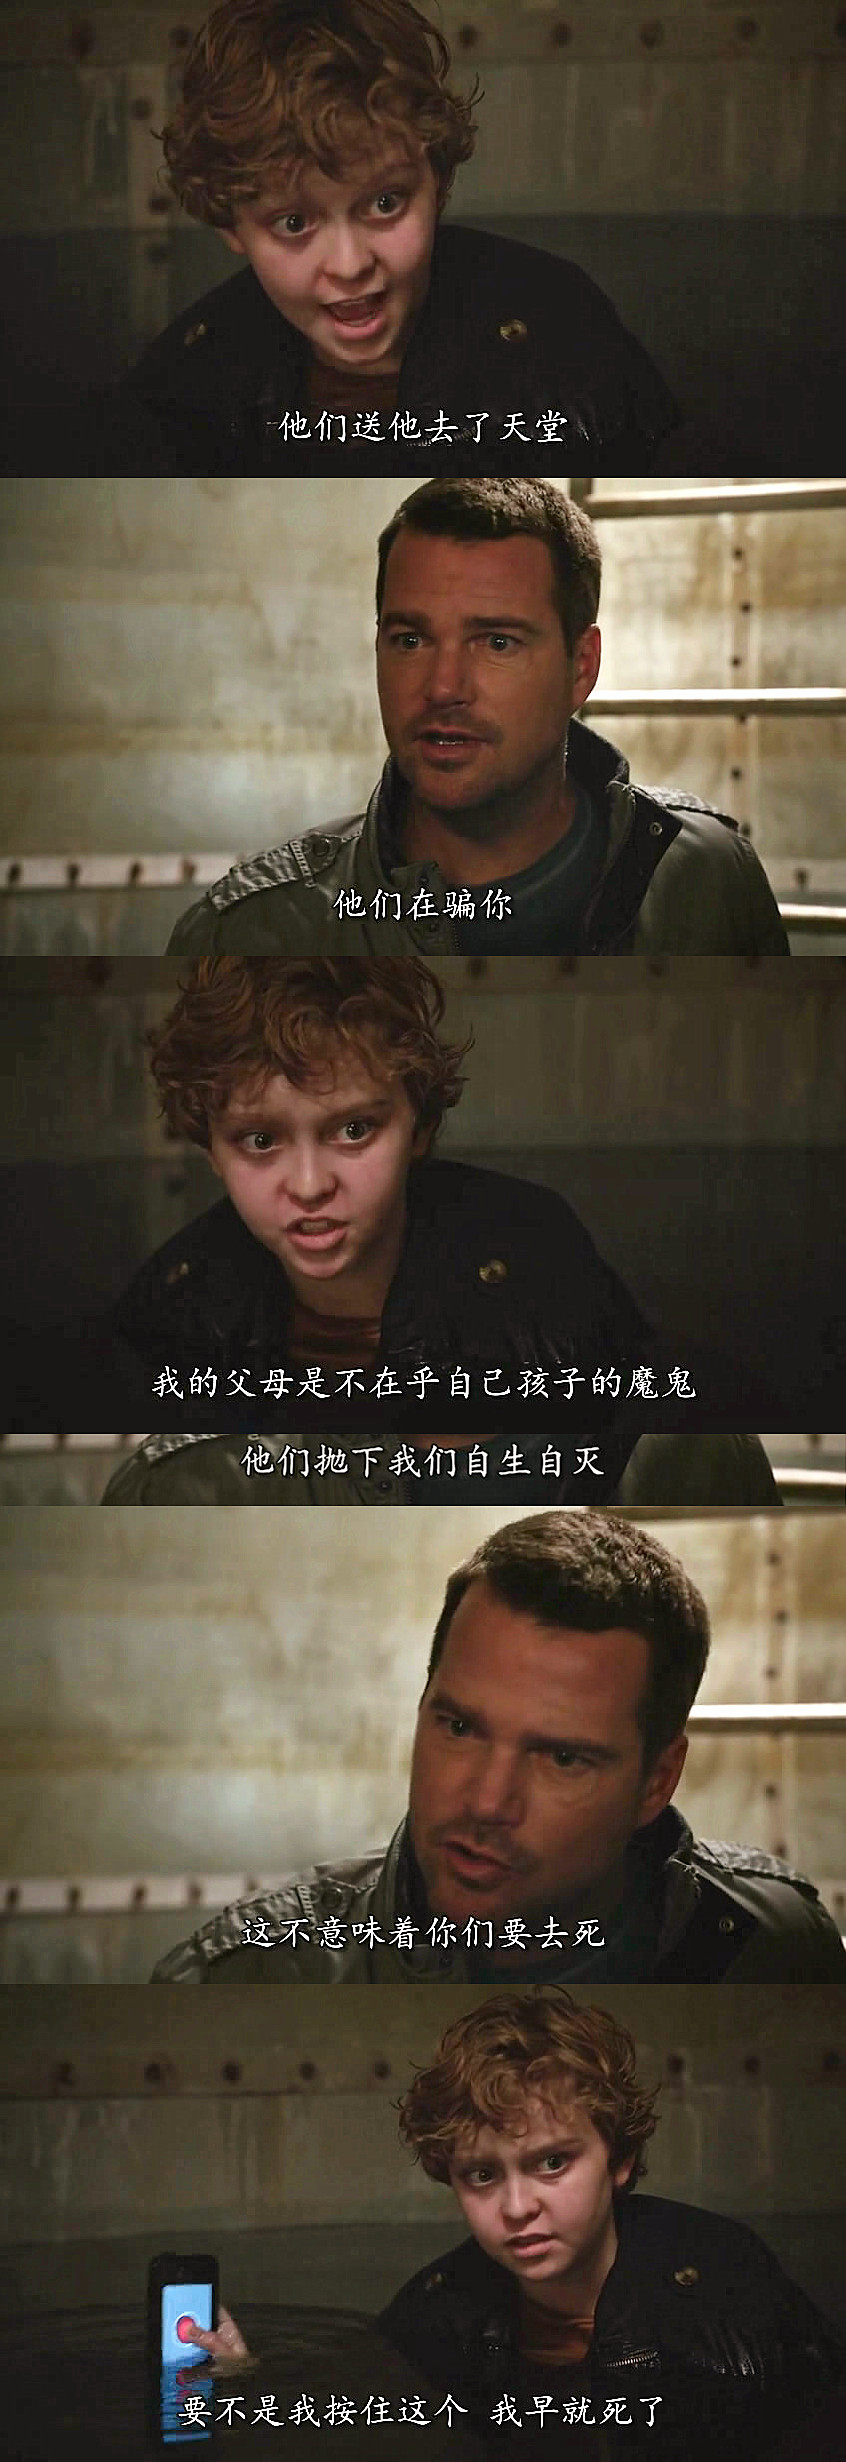 他们送他去了天堂
他们在骗你
我的父母是不在乎自己孩子的魔鬼
他们抛下我们自生自灭
这不意味着你们要去死
要不是我按住这个 我早就死了